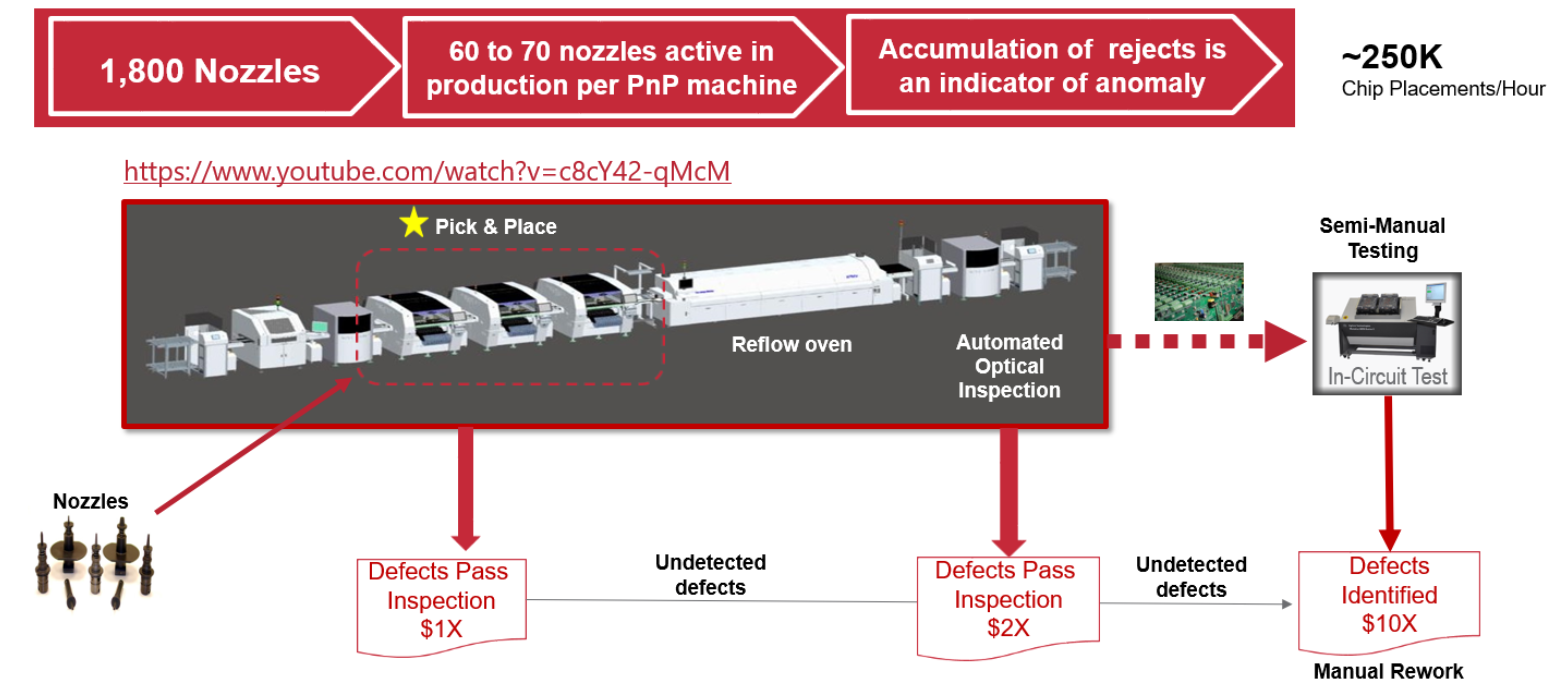 1,800 Nozzles
60 to 70 nozzles active in
production per PnP machine
Accumulation of  rejects is
an indicator of anomaly
~250K
Chip Placements/Hour
https://www.youtube.com/watch?v=c8cY42-qMcM
Pick & Place
Reflow oven
Automated
Optical
Inspection
Semi-Manual
Testing
In-Circuit Test
Nozzles
Defects Pass
Inspection
$1X
Undetected
defects
Defects Pass
Inspection
$2X
Undetected
defects
Defects
Identified
$10X
Manual Rework